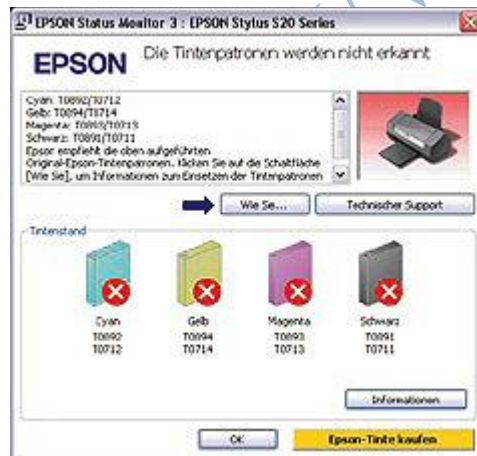 EPSON Status Monitor 3 : EPSON Stylus S20 Series
EPSON
Die Tintenpatronen werden nicht erkannt
Cyan: T0892/T0712
Gelb: T0894/T0714
Magenta: T0893/T0713
Schwarz: T0891/T0711
Epson empfiehlt die oben aufgeführten
Original-Epson-Tintenpatronen. Klicken Sie auf die Schaltfläche
[Wie Sie], um Informationen zum Einsetzen der Tintenpatronen
Wie Sie...
Technischer Support
Tintenstand
Cyan
T0892
T0712
Gelb
T0894
T0714
Magenta
T0893
T0713
Schwarz
T0891
T0711
Informationen
OK
Epson-Tinte kaufen